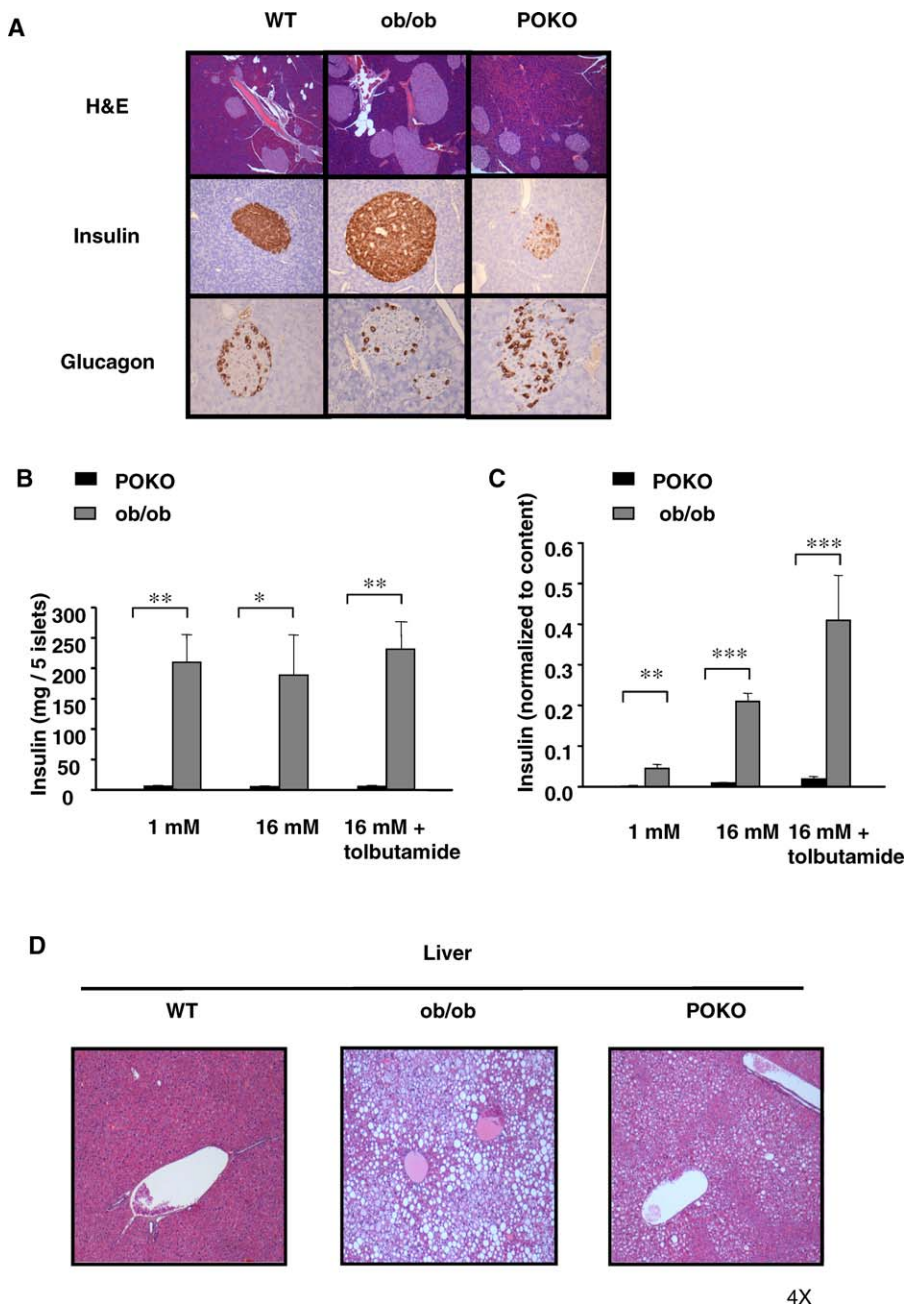 A
WT ob/ob POKO
H&E
Insulin
Glucagon
B
POKO
ob/ob
Insulin (mg / 5 islets)
300
250
200
150
100
50
0
** * **
1 mM 16 mM 16 mM +
tolbutamide
C
POKO
ob/ob
Insulin (normalized to content)
0.6
0.5
0.4
0.3
0.2
0.1
0.0
** *** ***
1 mM 16 mM 16 mM +
tolbutamide
D
Liver
WT ob/ob POKO
4X